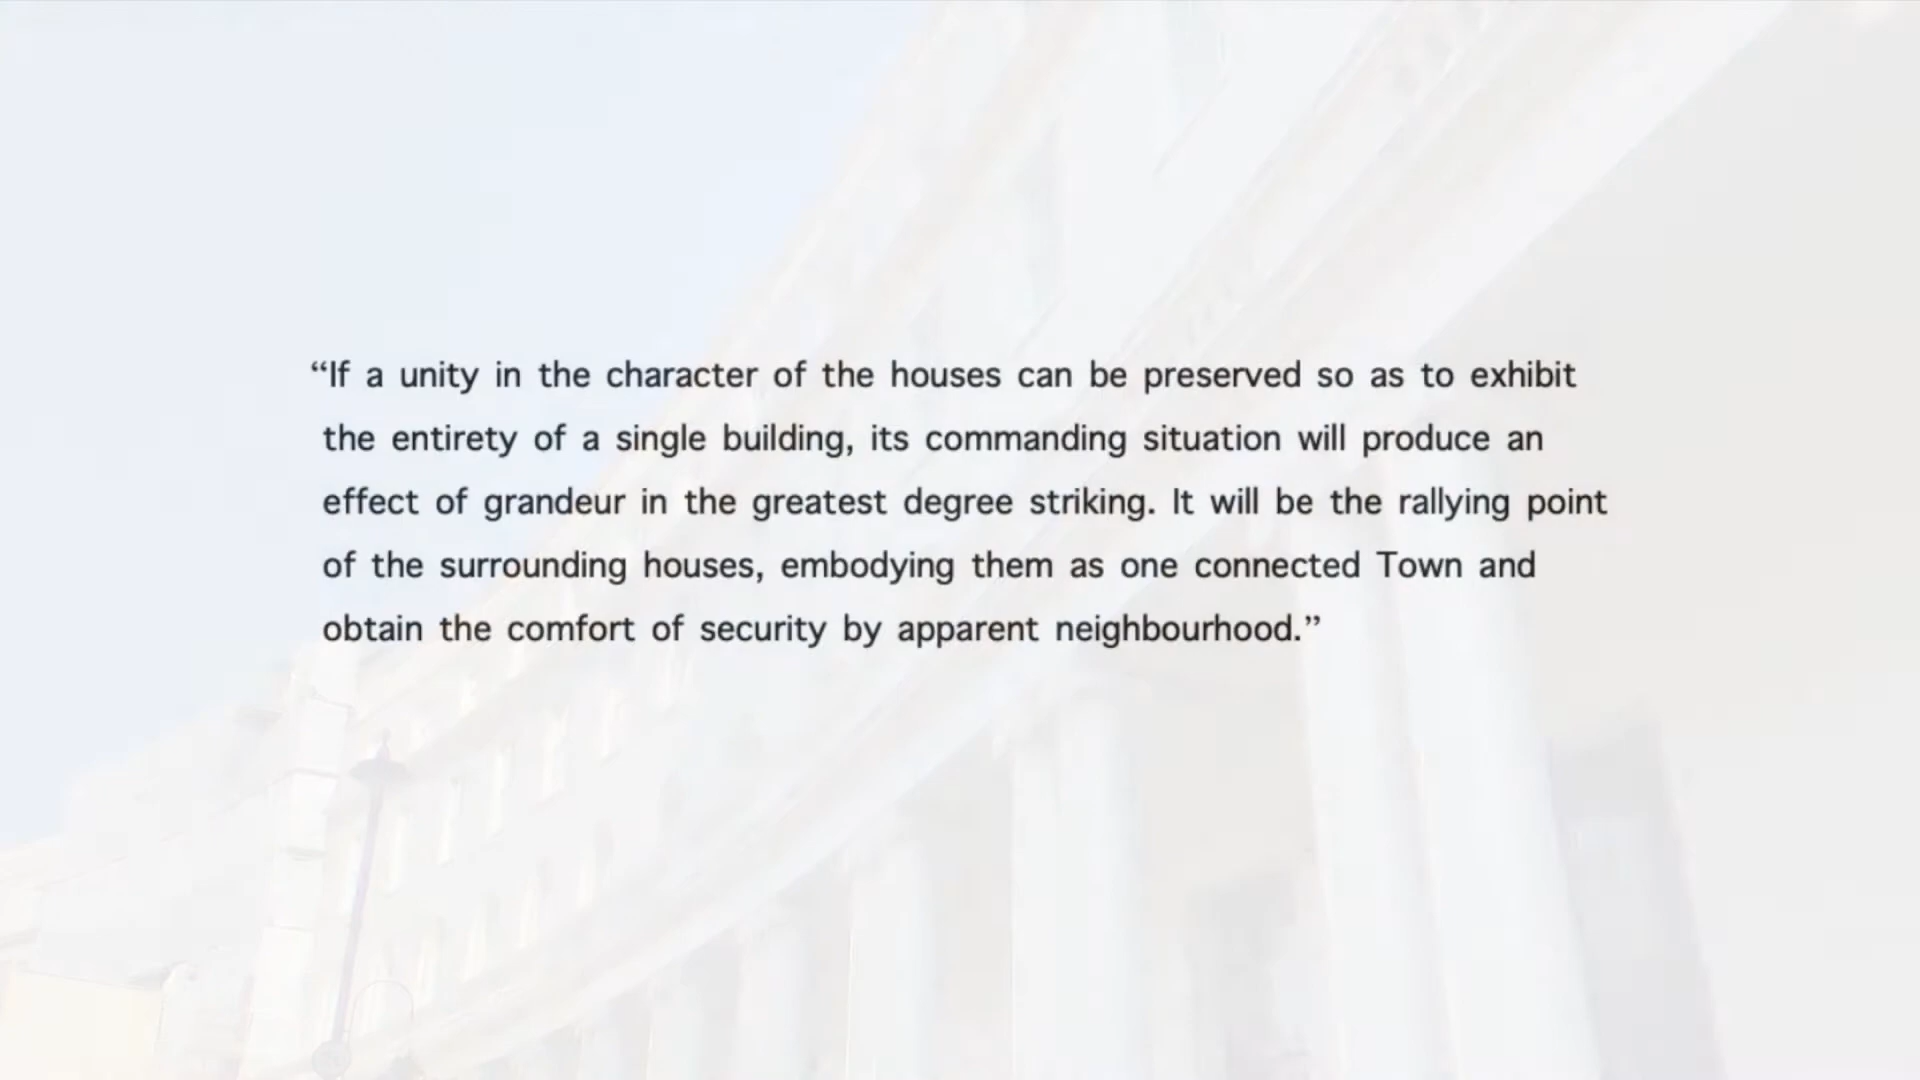 “If a unity in the character of the houses can be preserved so as to exhibit
the entirety of a single building, its commanding situation will produce an
effect of grandeur in the greatest degree striking. It will be the rallying point
of the surrounding houses, embodying them as one connected Town and
obtain the comfort of security by apparent neighbourhood.”